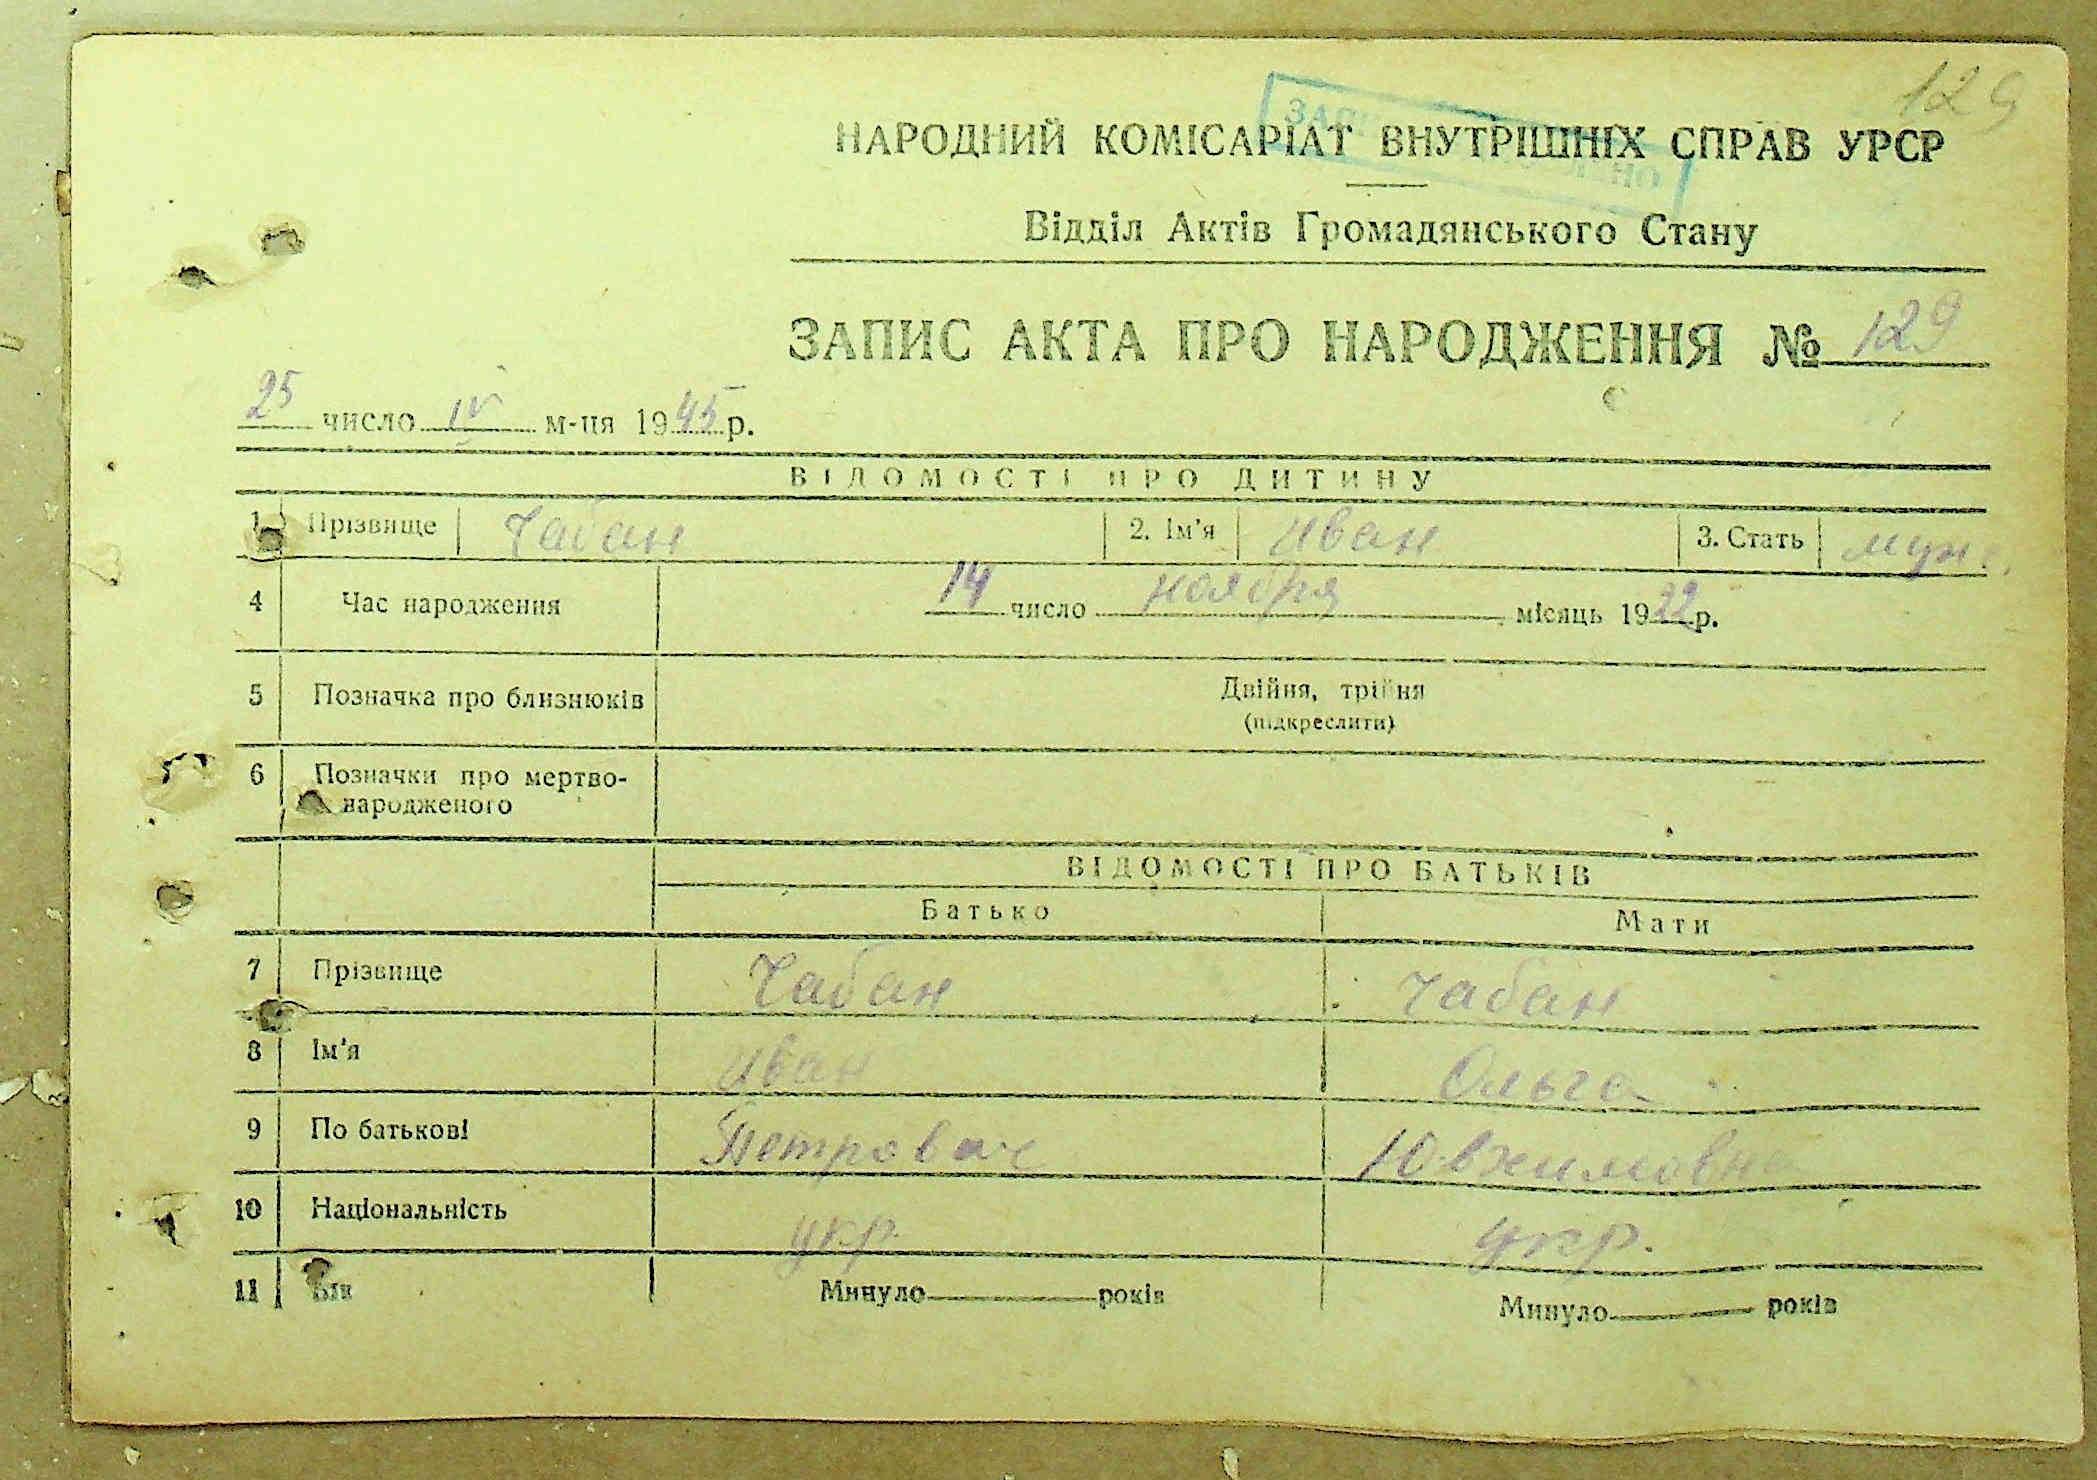 129
НАРОДНИЙ КОМІСАРІАТ ВНУТРІШНІХ СПРАВ УРСР
Відділ Актів Громадянського Стану
ЗАПИС АКТА ПРО НАРОДЖЕННЯ № 129
25 число IV м-ця 1945 р.
ВІДОМОСТІ ПРО ДИТИНУ
1 Прізвище Чабан 2. Ім'я Иван 3. Стать муж.
4 Час народження 14 число ноября місяць 1922 р.
5 Позначка про близнюків Двійня, трійня
(підкреслити)
6 Позначки про мертво-
народженого
ВІДОМОСТІ ПРО БАТЬКІВ
Батько Мати
7 Прізвище Чабан Чабан
8 Ім'я Иван Ольга
9 По батькові Петрович Ювхимовна
10 Національність укр. укр.
11 Вік Минуло років Минуло років